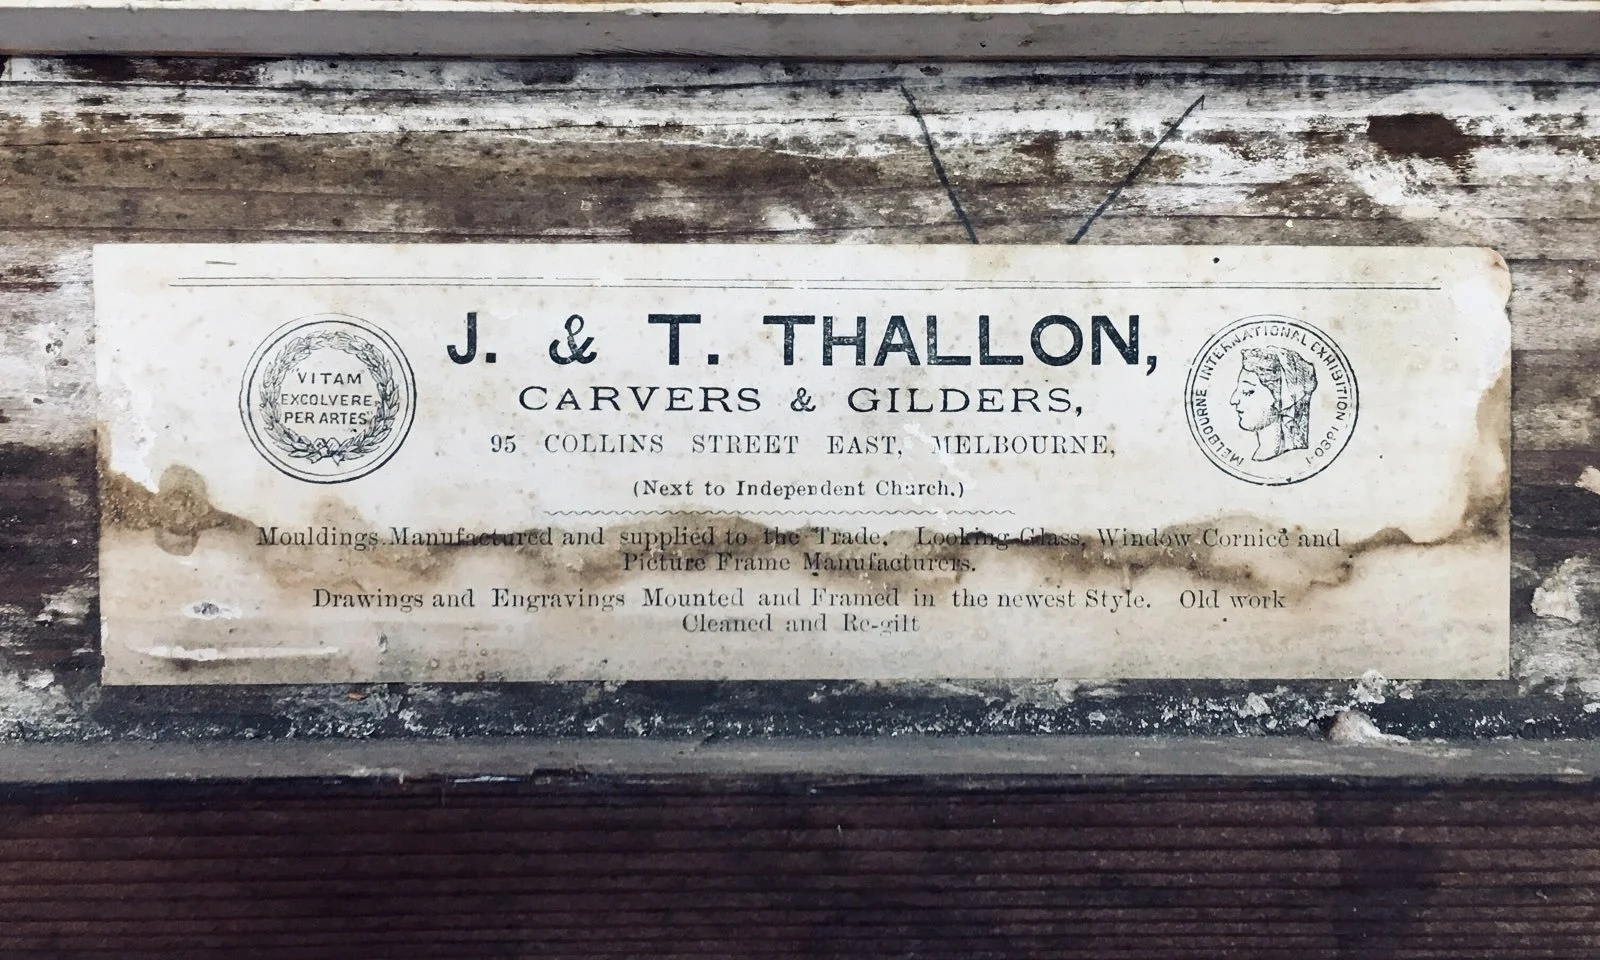 J. & T. THALLON,
CARVERS & GILDERS,
95 COLLINS STREET EAST, MELBOURNE,
(Next to Independent Church.)
Mouldings Manufactured and supplied to the Trade, Looking-Glass, Window Cornice and
Picture Frame Manufacturers.
Drawings and Engravings Mounted and Framed in the newest Style. Old work
Cleaned and Re-gilt
VITAM
EXCOLVERE
PER ARTES
MELBOURNE INTERNATIONAL EXHIBITION